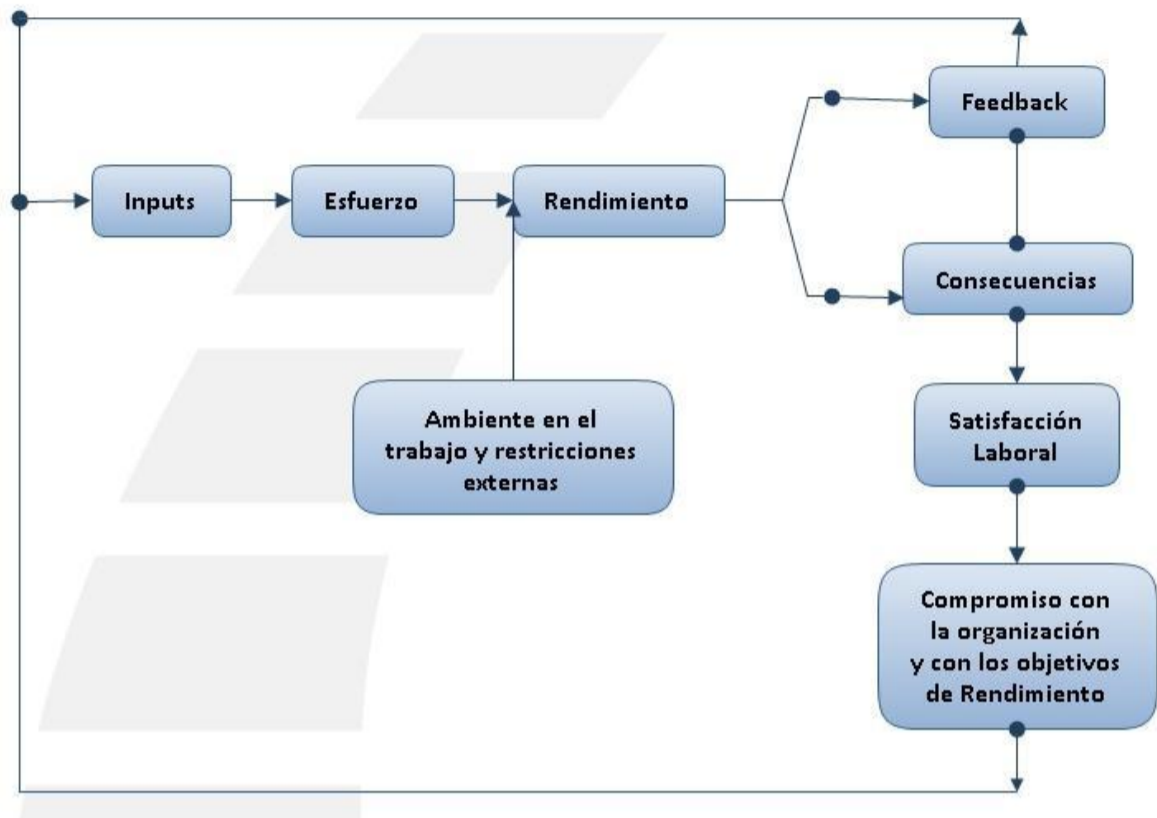 Feedback
Inputs
Esfuerzo
Rendimiento
Consecuencias
Ambiente en el
trabajo y restricciones
externas
Satisfacción
Laboral
Compromiso con
la organización
y con los objetivos
de Rendimiento